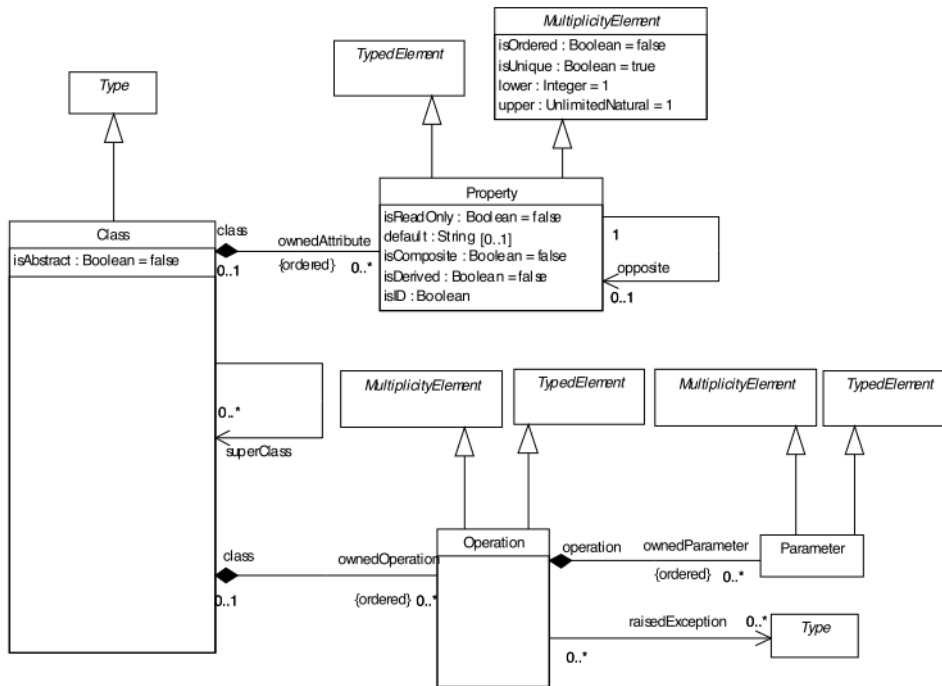 MultiplicityElement
isOrdered : Boolean = false
isUnique : Boolean = true
lower : Integer = 1
upper : UnlimitedNatural = 1
TypedElement
Type
Property
isReadOnly : Boolean = false
default : String [0..1]
isComposite : Boolean = false
isDerived : Boolean = false
isID : Boolean
1
opposite
0..1
Class
isAbstract : Boolean = false
class
ownedAttribute
0..1
{ordered} 0..*
0..*
superClass
MultiplicityElement
TypedElement
MultiplicityElement
TypedElement
class
ownedOperation
0..1
{ordered} 0..*
Operation
operation
ownedParameter
{ordered} 0..*
Parameter
raisedException
0..*
0..*
Type